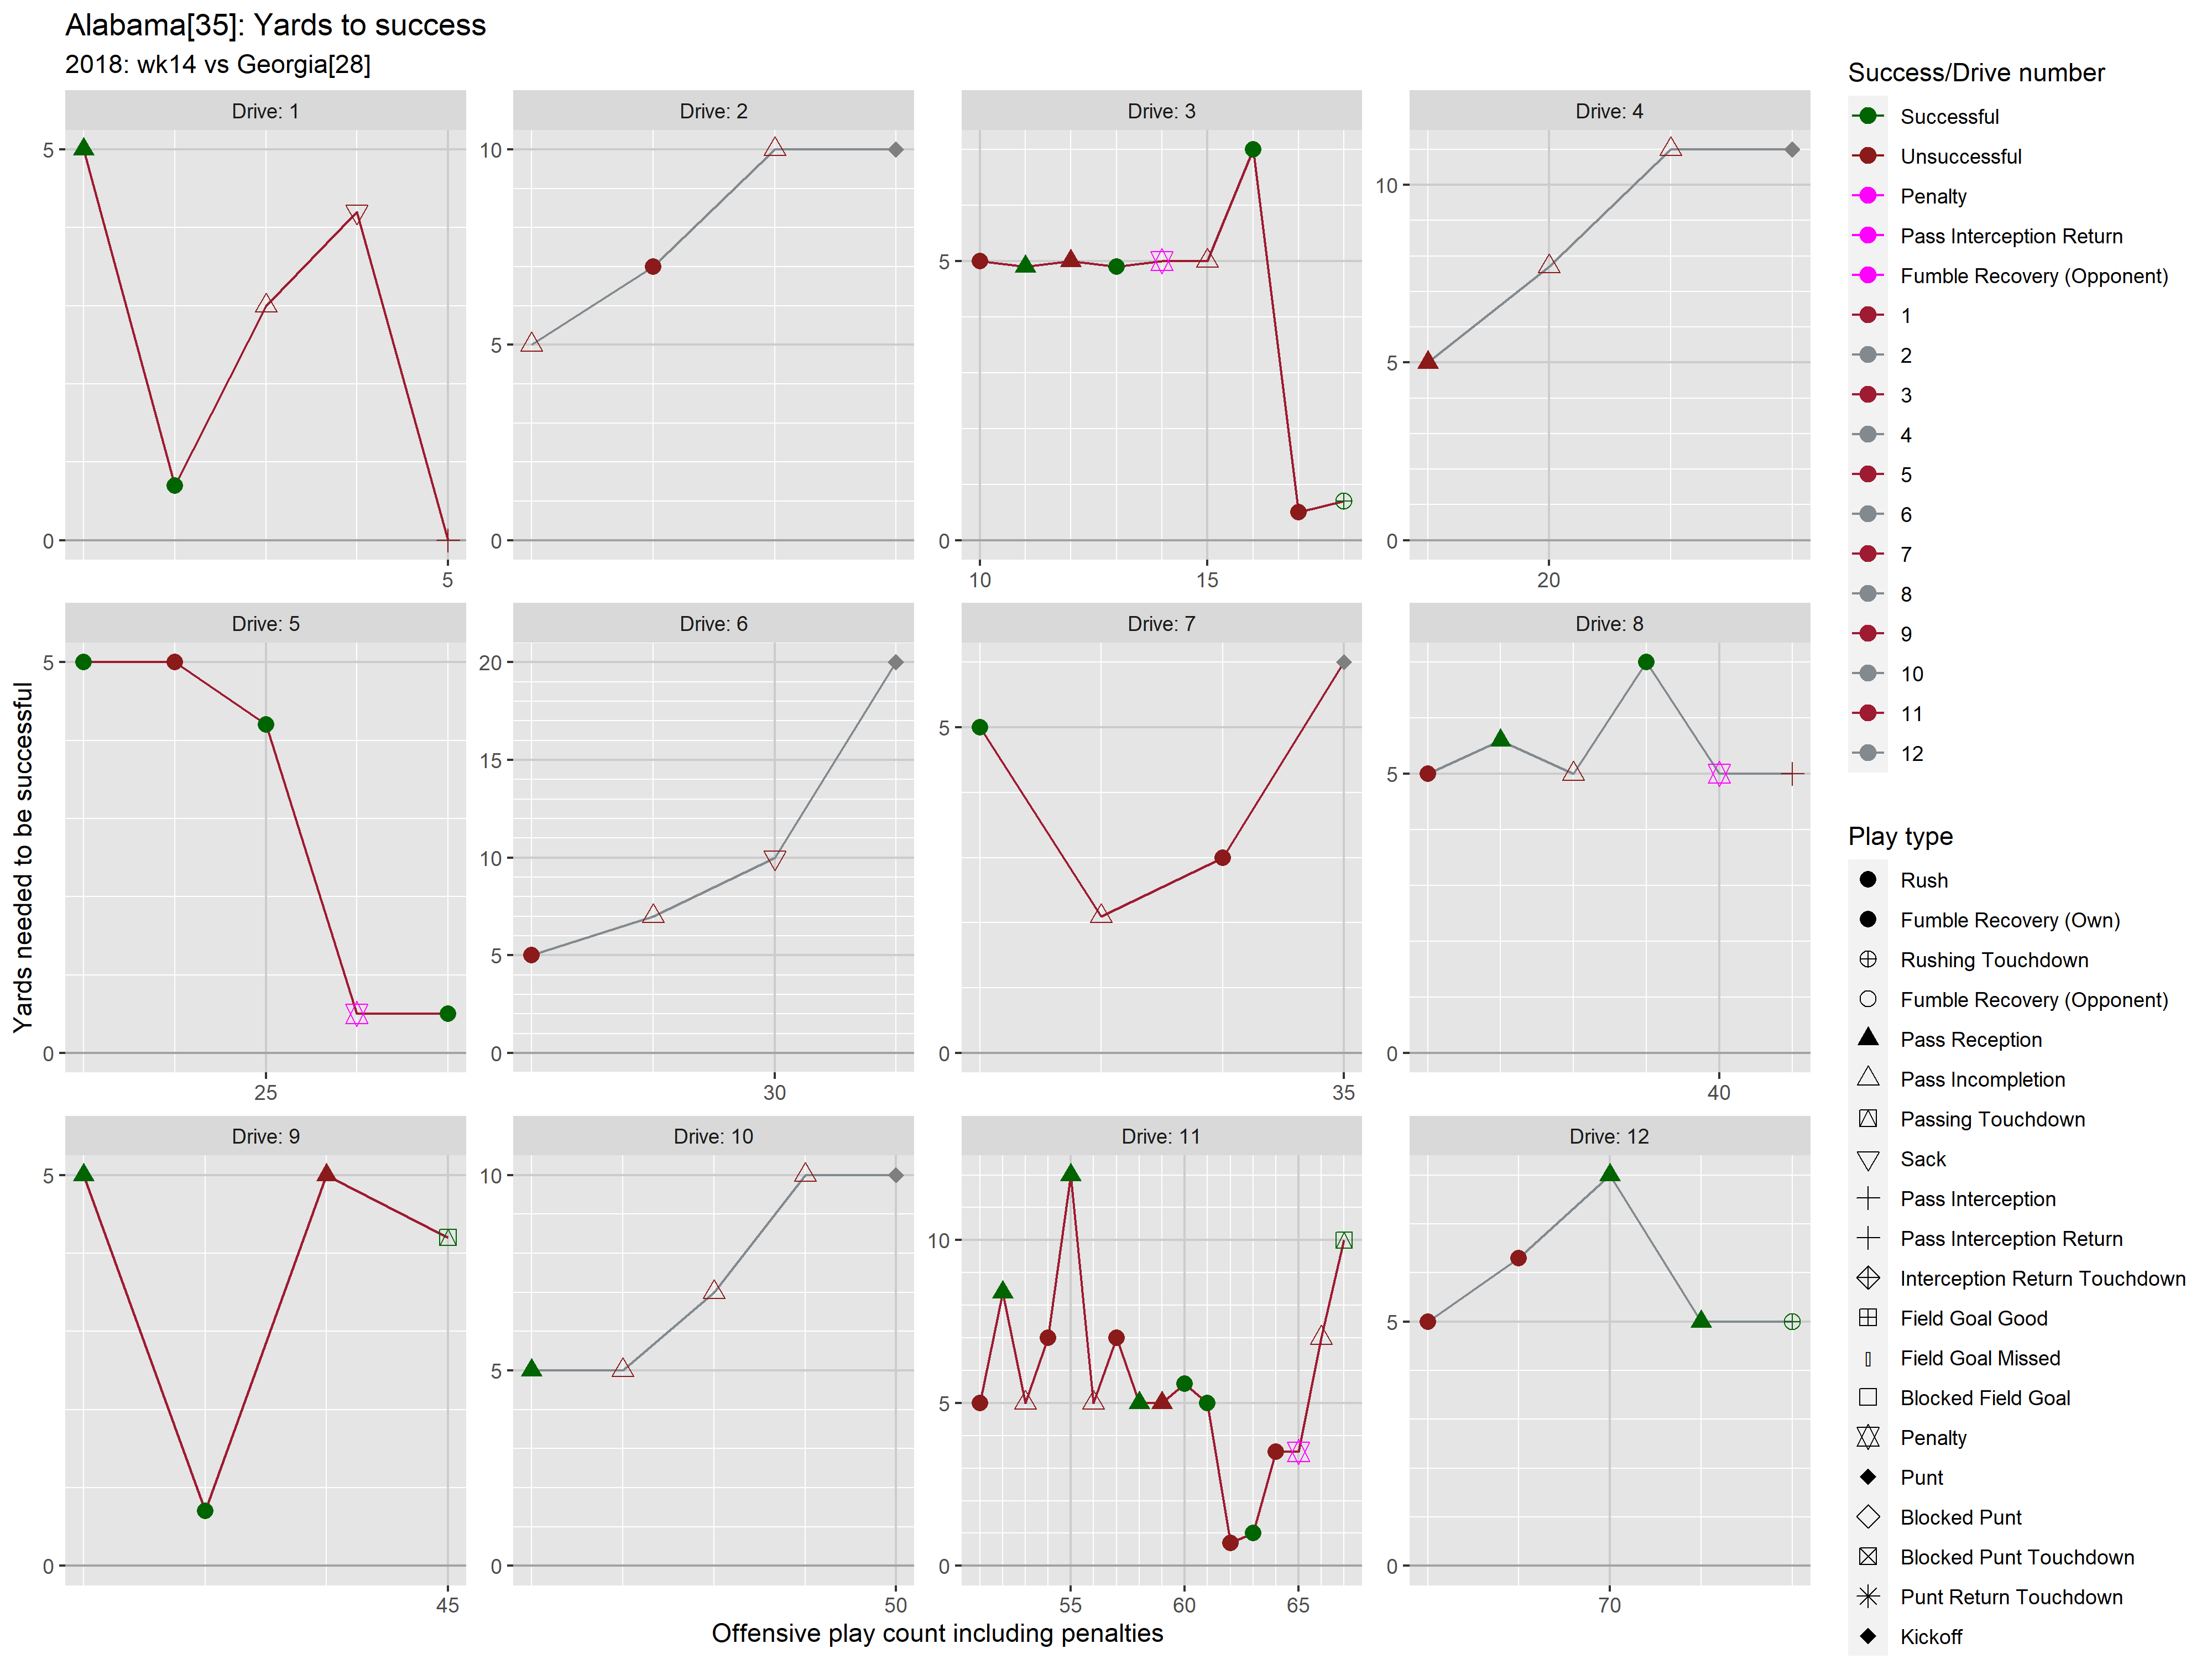 Alabama[35]: Yards to success
2018: wk14 vs Georgia[28]
Drive: 1
Drive: 2
Drive: 3
Drive: 4
5
0
5
10
5
0
5
0
10
15
10
5
0
20
Drive: 5
Drive: 6
Drive: 7
Drive: 8
5
0
25
20
15
10
5
0
30
5
0
35
5
0
40
Drive: 9
Drive: 10
Drive: 11
Drive: 12
5
0
45
10
5
0
50
10
5
0
55
60
65
5
0
70
Yards needed to be successful
Offensive play count including penalties
Success/Drive number
Successful
Unsuccessful
Penalty
Pass Interception Return
Fumble Recovery (Opponent)
1
2
3
4
5
6
7
8
9
10
11
12
Play type
Rush
Fumble Recovery (Own)
Rushing Touchdown
Fumble Recovery (Opponent)
Pass Reception
Pass Incompletion
Passing Touchdown
Sack
Pass Interception
Pass Interception Return
Interception Return Touchdown
Field Goal Good
Field Goal Missed
Blocked Field Goal
Penalty
Punt
Blocked Punt
Blocked Punt Touchdown
Punt Return Touchdown
Kickoff